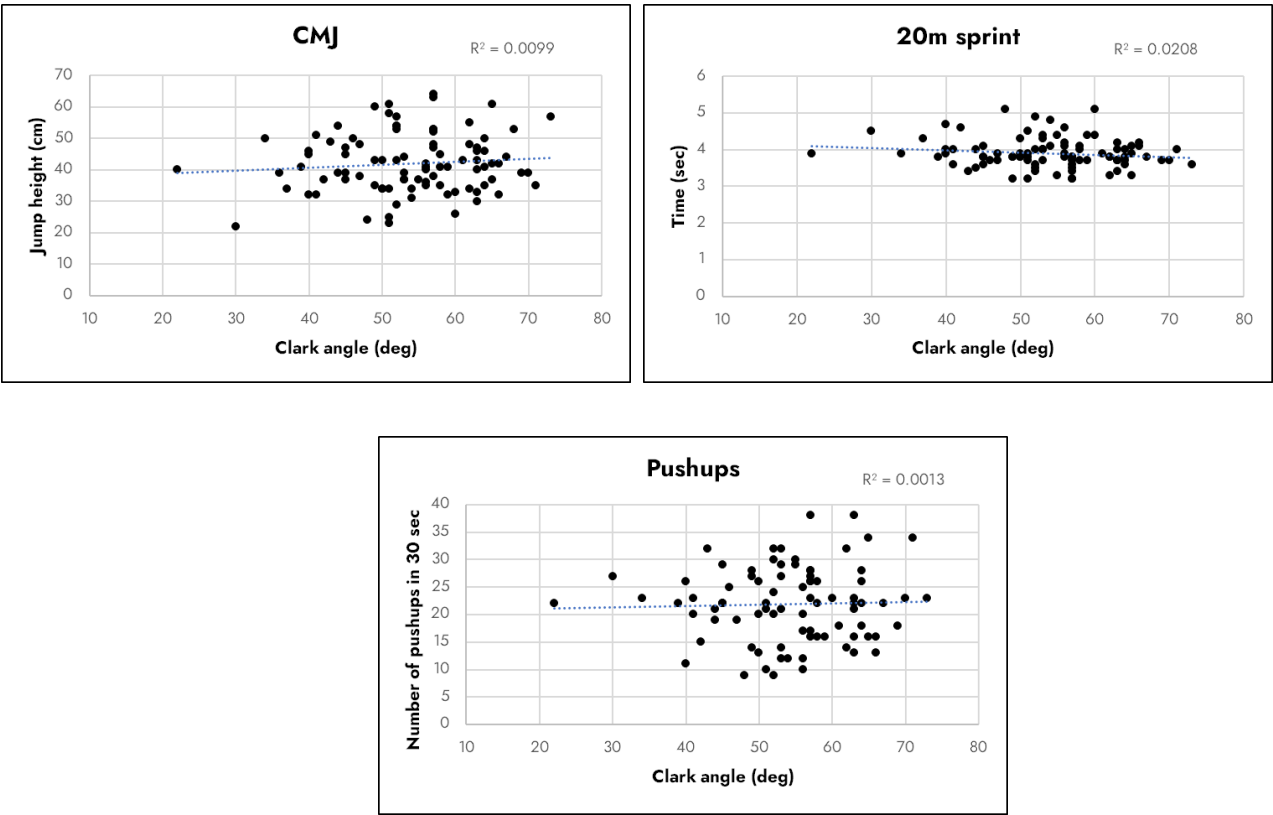 CMJ
R² = 0.0099
Jump height (cm)
70
60
50
40
30
20
10
0
10 20 30 40 50 60 70 80
Clark angle (deg)
20m sprint
R² = 0.0208
Time (sec)
6
5
4
3
2
1
0
10 20 30 40 50 60 70 80
Clark angle (deg)
Pushups
R² = 0.0013
Number of pushups in 30 sec
40
35
30
25
20
15
10
5
0
10 20 30 40 50 60 70 80
Clark angle (deg)